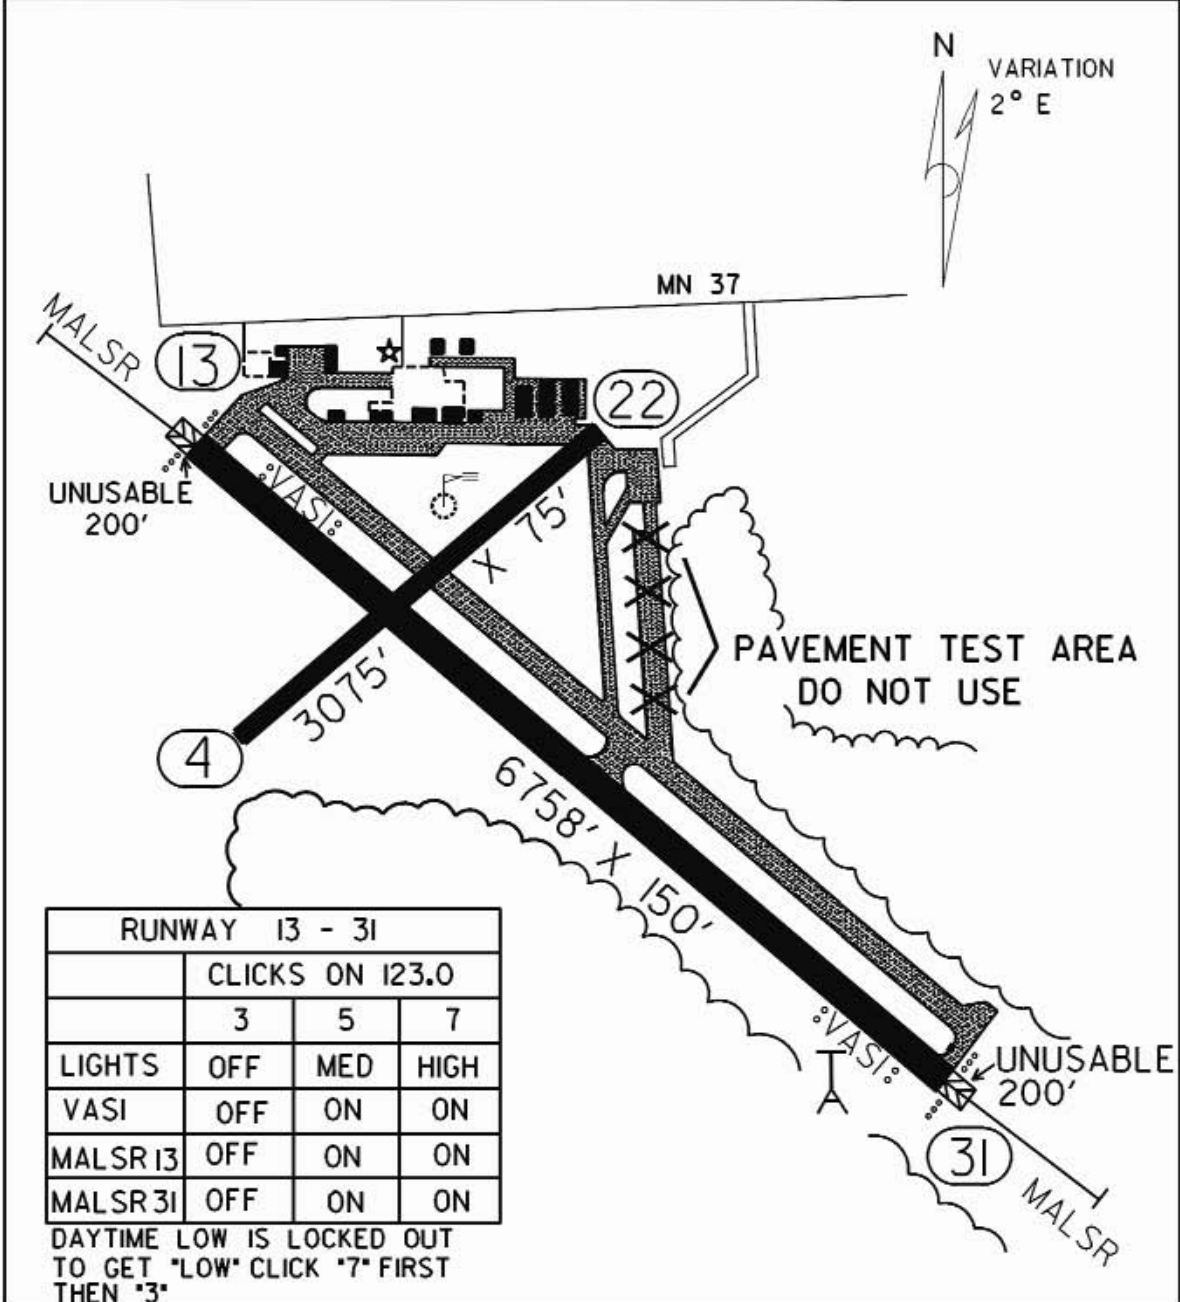 N
VARIATION
2° E
MN 37
MALSR
13
22
UNUSABLE
200'
VASI
X 75'
3075'
4
PAVEMENT TEST AREA
DO NOT USE
6758' X 150'
VASI
UNUSABLE
200'
31
MALSR
RUNWAY 13 - 31
CLICKS ON 123.0
3 5 7
LIGHTS OFF MED HIGH
VASI OFF ON ON
MALSR 13 OFF ON ON
MALSR 31 OFF ON ON
DAYTIME LOW IS LOCKED OUT
TO GET "LOW" CLICK "7" FIRST
THEN "3"